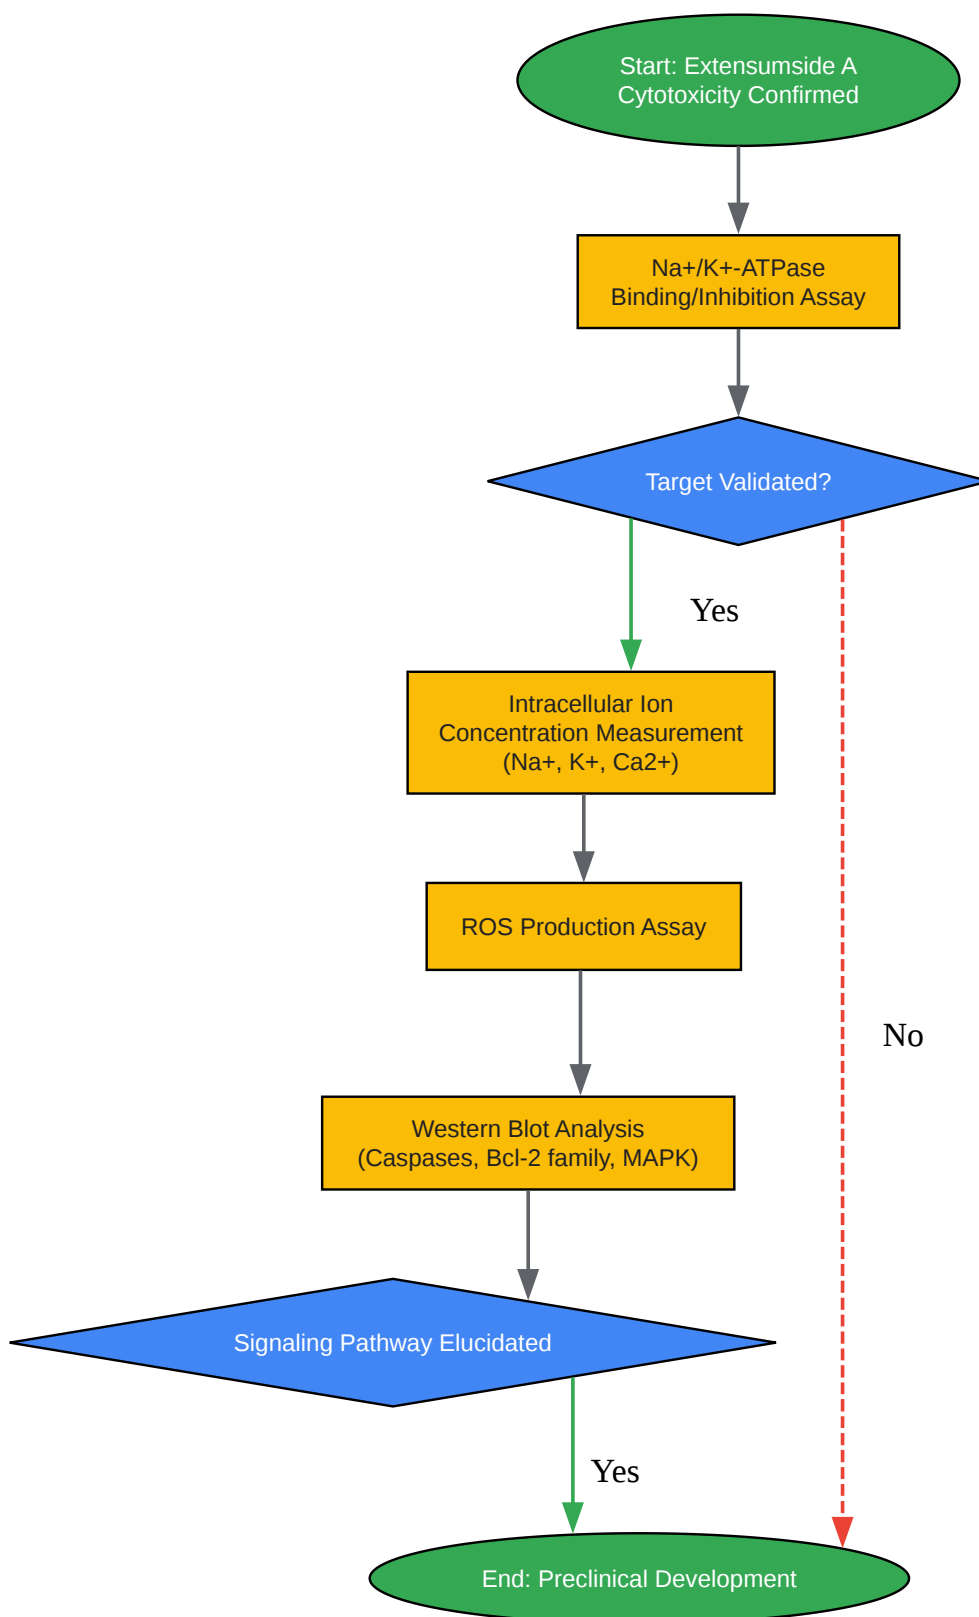 Start: Extensumside A
Cytotoxicity Confirmed
Na+/K+-ATPase
Binding/Inhibition Assay
Target Validated?
Yes
Intracellular Ion
Concentration Measurement
(Na+, K+, Ca2+)
ROS Production Assay
No
Western Blot Analysis
(Caspases, Bcl-2 family, MAPK)
Signaling Pathway Elucidated
Yes
End: Preclinical Development